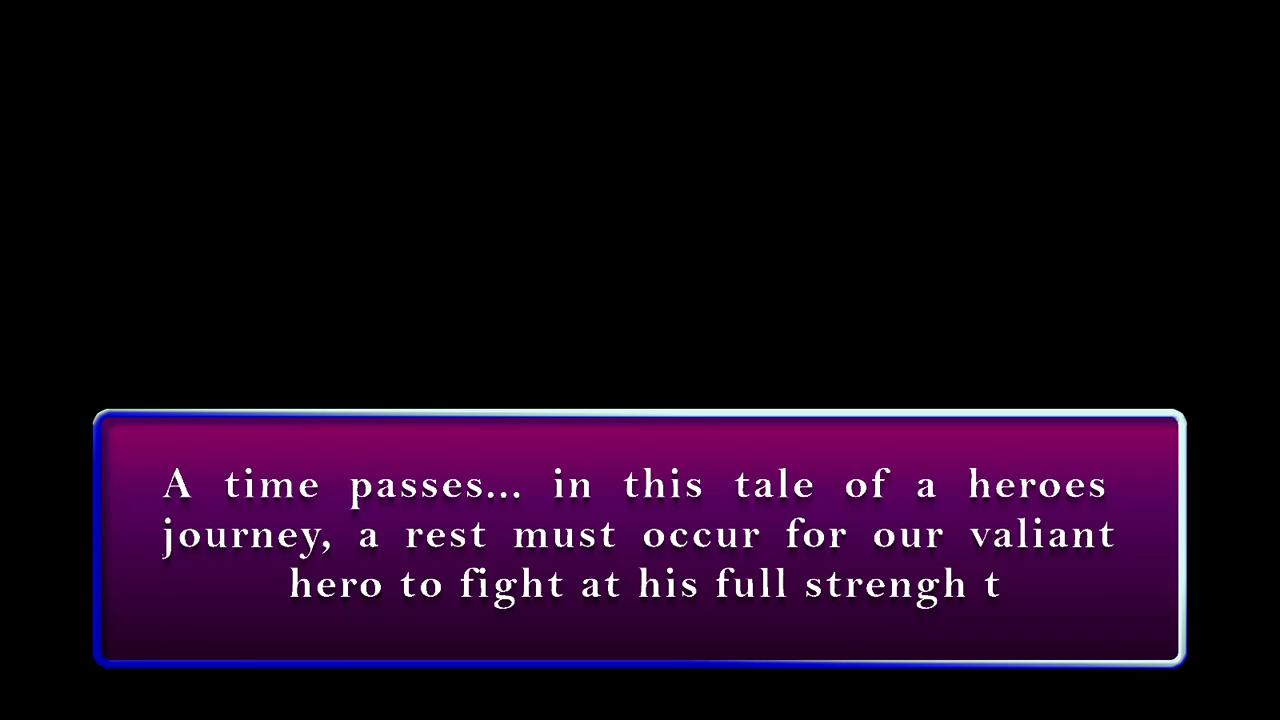 A time passes... in this tale of a heroes
journey, a rest must occur for our valiant
hero to fight at his full strengh t